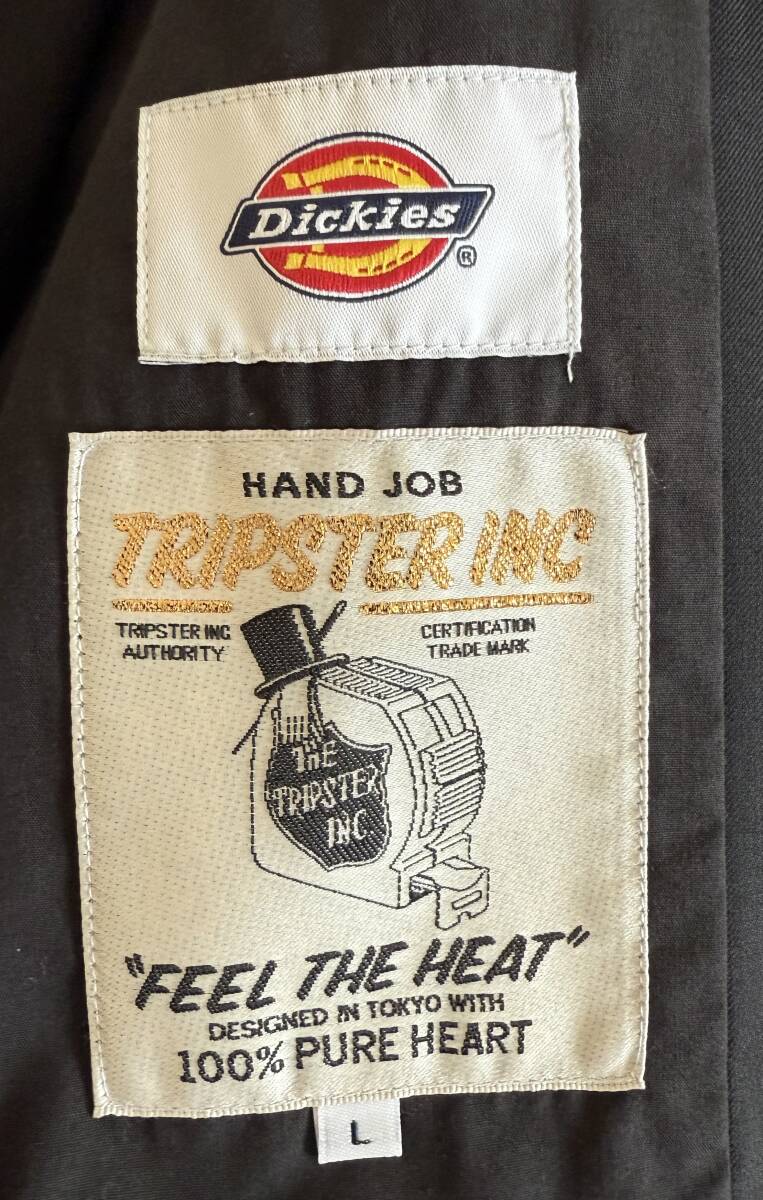 Dickies
®
HAND JOB
TRIPSTER INC
TRIPSTER INC
AUTHORITY
CERTIFICATION
TRADE MARK
THE
TRIPSTER
INC
"FEEL THE HEAT"
DESIGNED IN TOKYO WITH
100% PURE HEART
L